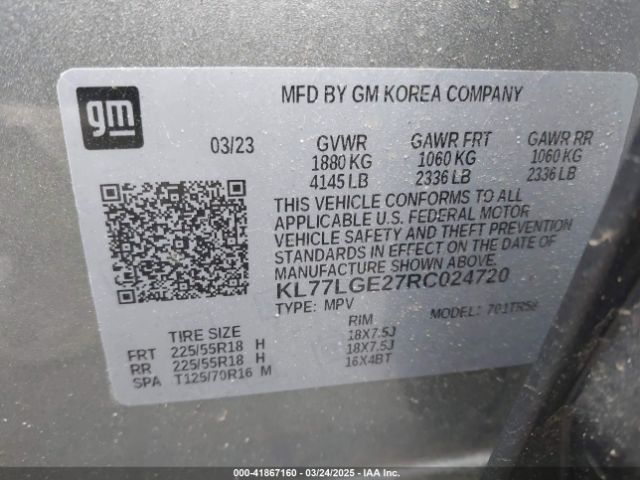 gm
MFD BY GM KOREA COMPANY
03/23 GVWR GAWR FRT GAWR RR
1880 KG 1060 KG 1060 KG
4145 LB 2336 LB 2336 LB
THIS VEHICLE CONFORMS TO ALL
APPLICABLE U.S. FEDERAL MOTOR
VEHICLE SAFETY AND THEFT PREVENTION
STANDARDS IN EFFECT ON THE DATE OF
MANUFACTURE SHOWN ABOVE.
KL77LGE27RC024720
TYPE: MPV MODEL: 701TR58
TIRE SIZE RIM
FRT 225/55R18 H 18X7.5J
RR 225/55R18 H 18X7.5J
SPA T125/70R16 M 16X4BT
000-41867160 | 03/24/2025 | IAA Inc.